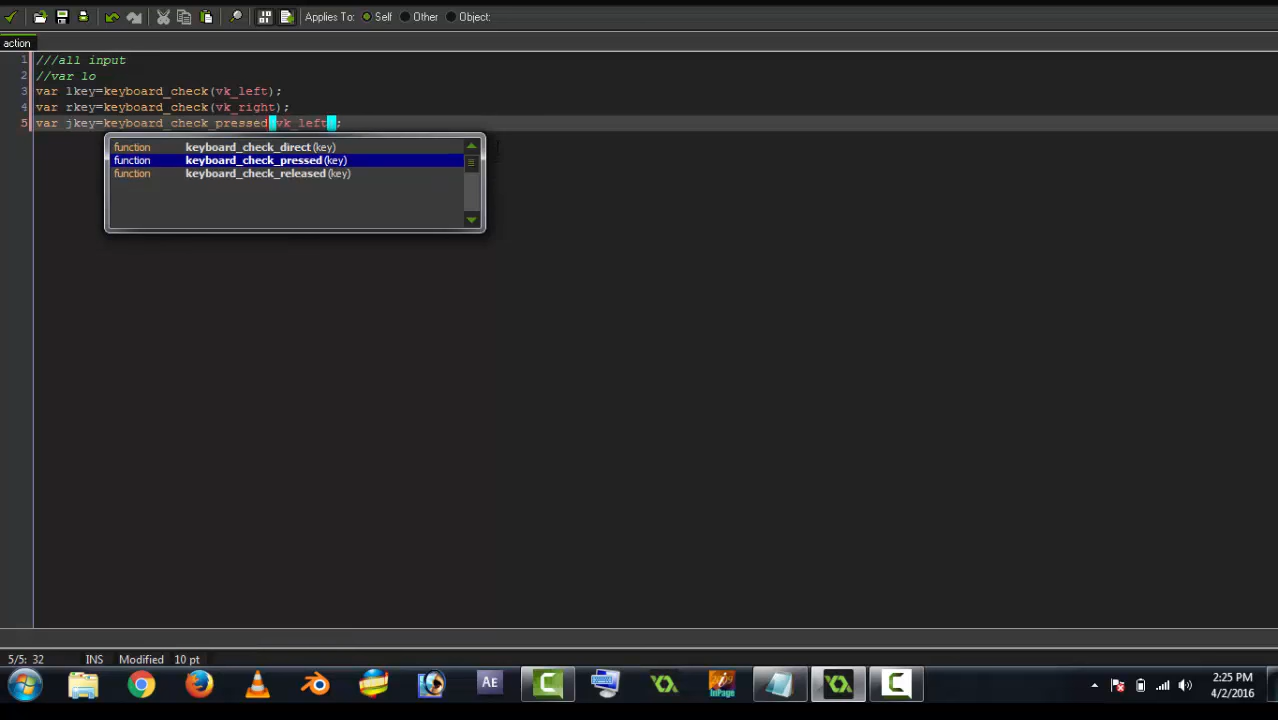 Applies To: Self Other Object:
action
1 ///all input
2 //var lo
3 var lkey=keyboard_check(vk_left);
4 var rkey=keyboard_check(vk_right);
5 var jkey=keyboard_check_pressed(vk_left);
function keyboard_check_direct(key)
function keyboard_check_pressed(key)
function keyboard_check_released(key)
5/5: 32 INS Modified 10 pt
AE
InPage
2:25 PM
4/2/2016